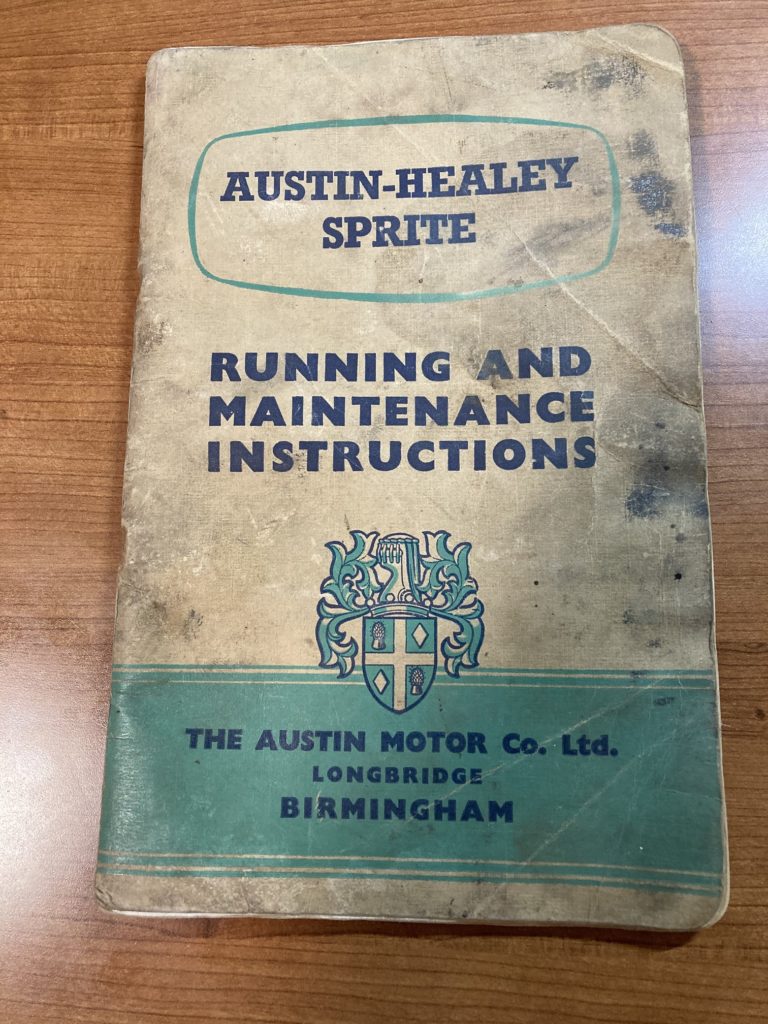 AUSTIN-HEALEY
SPRITE
RUNNING AND
MAINTENANCE
INSTRUCTIONS
THE AUSTIN MOTOR Co. Ltd.
LONGBRIDGE
BIRMINGHAM